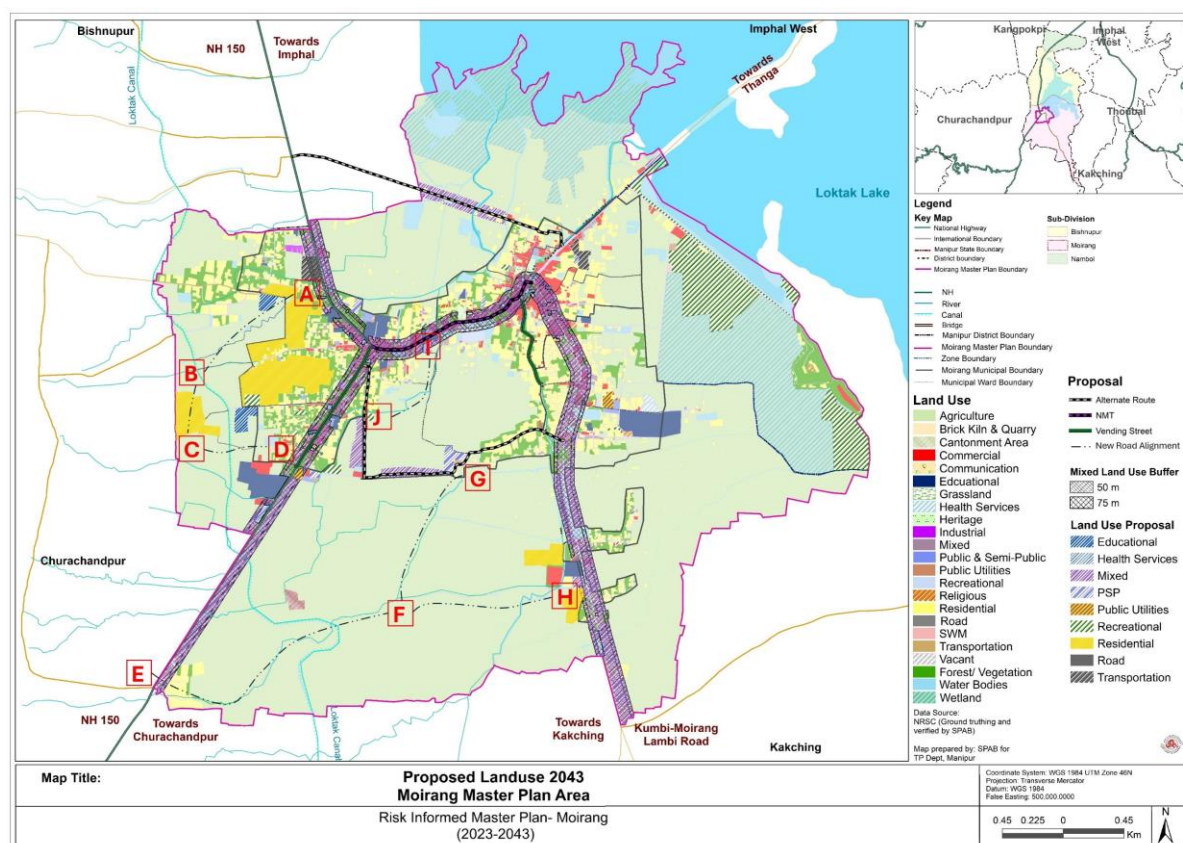 Bishnupur
NH 150
Towards
Imphal
Loktak Canal
Imphal West
Towards
Thanga
Loktak Lake
A
B
C
D
E
F
G
H
I
J
Churachandpur
NH 150
Towards
Churachandpur
Loktak Canal
Towards
Kakching
Kumbi-Moirang
Lambi Road
Kakching
Kangpokpi
Imphal
West
Churachandpur
Thoubal
Kakching
Legend
Key Map
National Highway
International Boundary
Manipur State Boundary
District boundary
Moirang Master Plan Boundary
Sub-Division
Bishnupur
Moirang
Nambol
NH
River
Canal
Bridge
Manipur District Boundary
Moirang Master Plan Boundary
Zone Boundary
Moirang Municipal Boundary
Municipal Ward Boundary
Land Use
Agriculture
Brick Kiln & Quarry
Cantonment Area
Commercial
Communication
Edcuational
Grassland
Health Services
Heritage
Industrial
Mixed
Public & Semi-Public
Public Utilities
Recreational
Religious
Residential
Road
SWM
Transportation
Vacant
Forest/ Vegetation
Water Bodies
Wetland
Proposal
Alternate Route
NMT
Vending Street
New Road Alignment
Mixed Land Use Buffer
50 m
75 m
Land Use Proposal
Educational
Health Services
Mixed
PSP
Public Utilities
Recreational
Residential
Road
Transportation
Data Source:
NRSC (Ground truthing and
verified by SPAB)
Map prepared by: SPAB for
TP Dept, Manipur
Map Title:
Proposed Landuse 2043
Moirang Master Plan Area
Risk Informed Master Plan- Moirang
(2023-2043)
Coordinate System: WGS 1984 UTM Zone 46N
Projection: Transverse Mercator
Datum: WGS 1984
False Easting: 500,000.0000
0.45 0.225 0 0.45
Km
N